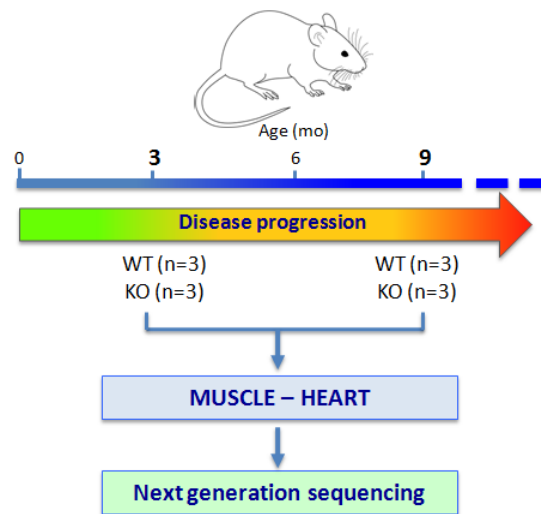 Age (mo)
0 3 6 9
Disease progression
WT (n=3) WT (n=3)
KO (n=3) KO (n=3)
MUSCLE – HEART
Next generation sequencing